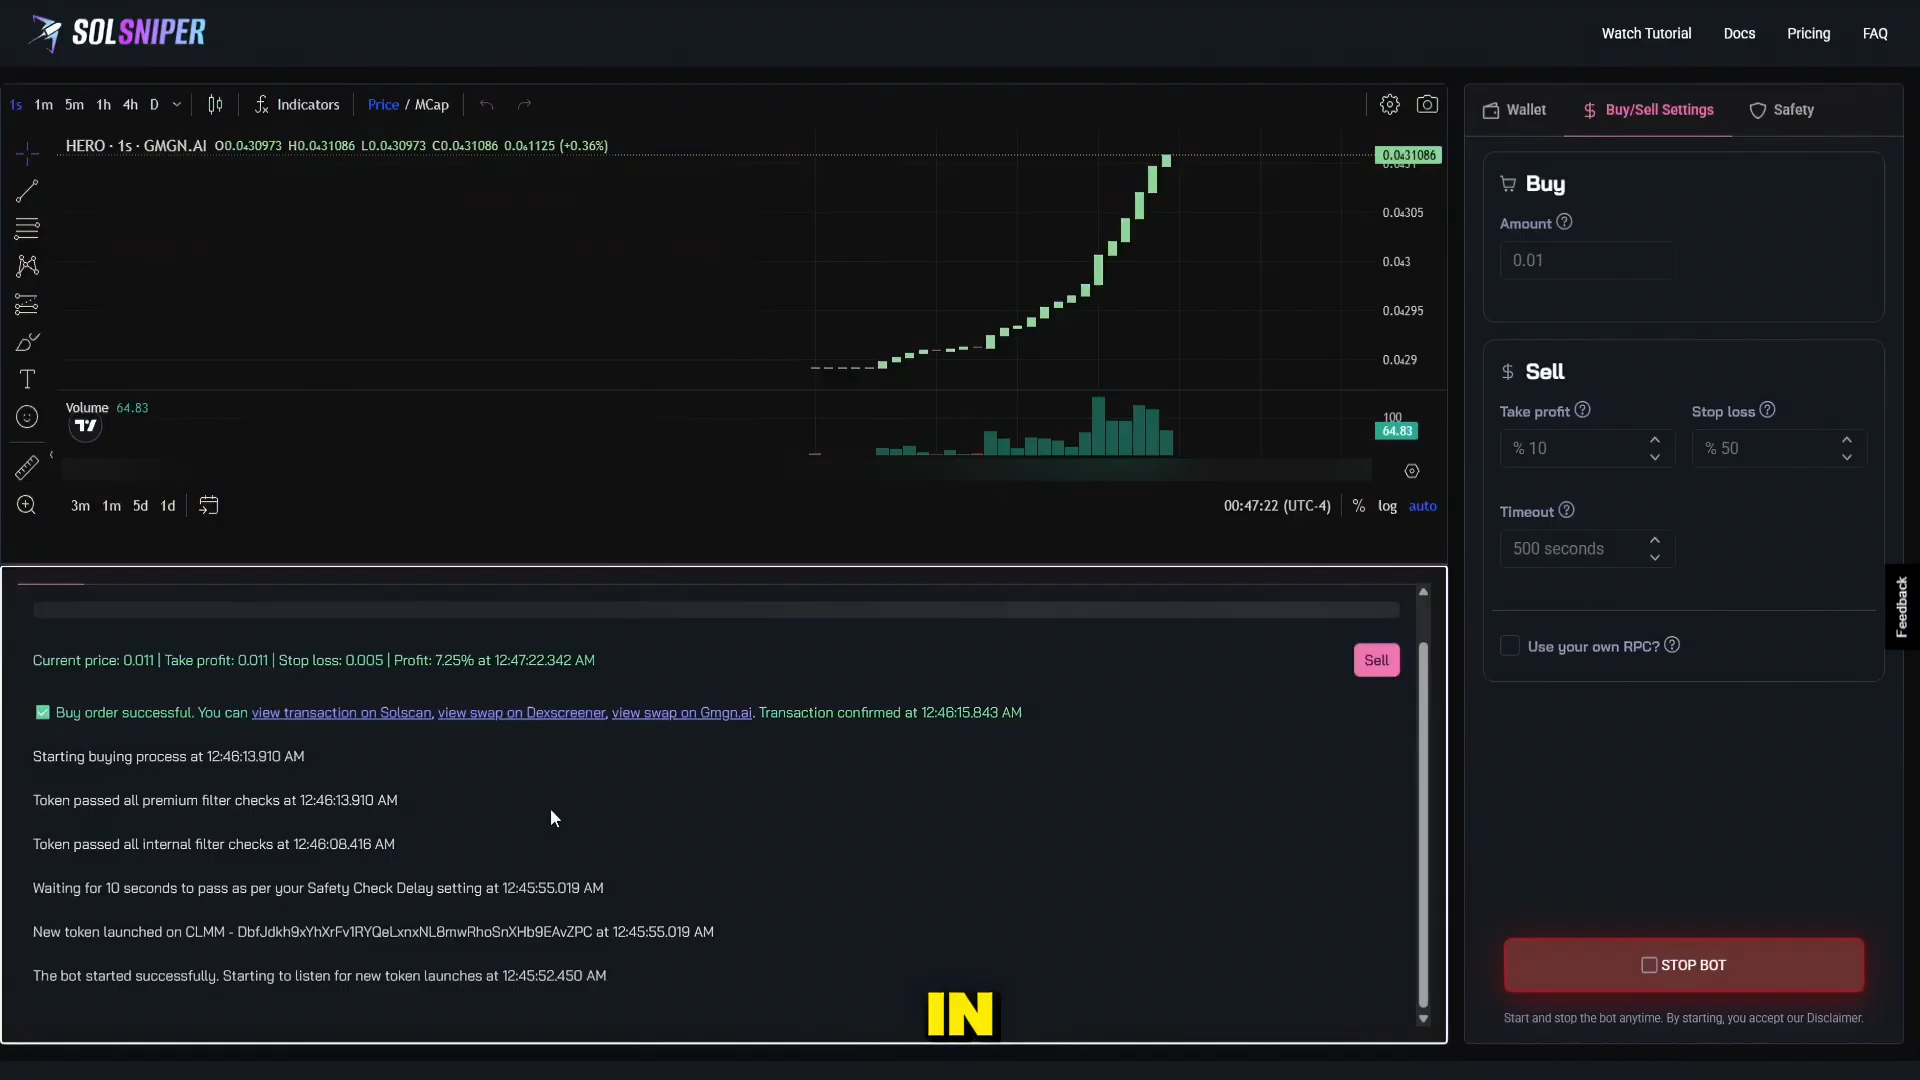 SOLSNIPER
Watch Tutorial Docs Pricing FAQ
1s 1m 5m 1h 4h D Indicators Price / MCap
HERO · 1s · GMGN.AI O0.0₄30973 H0.0₄31086 L0.0₄30973 C0.0₄31086 0.0₆1125 (+0.36%)
0.0₄31086
0.0₄305
0.0₄3
0.0₄295
0.0₄29
Volume 64.83
100
64.83
3m 1m 5d 1d
00:47:22 (UTC-4) % log auto
Current price: 0.011 | Take profit: 0.011 | Stop loss: 0.005 | Profit: 7.25% at 12:47:22.342 AM
Sell
Buy order successful. You can view transaction on Solscan, view swap on Dexscreener, view swap on Gmgn.ai. Transaction confirmed at 12:46:15.843 AM
Starting buying process at 12:46:13.910 AM
Token passed all premium filter checks at 12:46:13.910 AM
Token passed all internal filter checks at 12:46:08.416 AM
Waiting for 10 seconds to pass as per your Safety Check Delay setting at 12:45:55.019 AM
New token launched on CLMM - DbfJdkh9xYhXrFv1RYQeLxnxNL8mwRhoSnXHb9EAvZPC at 12:45:55.019 AM
The bot started successfully. Starting to listen for new token launches at 12:45:52.450 AM
IN
Wallet Buy/Sell Settings Safety
Buy
Amount
0.01
Sell
Take profit Stop loss
% 10 % 50
Timeout
500 seconds
Use your own RPC?
Feedback
STOP BOT
Start and stop the bot anytime. By starting, you accept our Disclaimer.